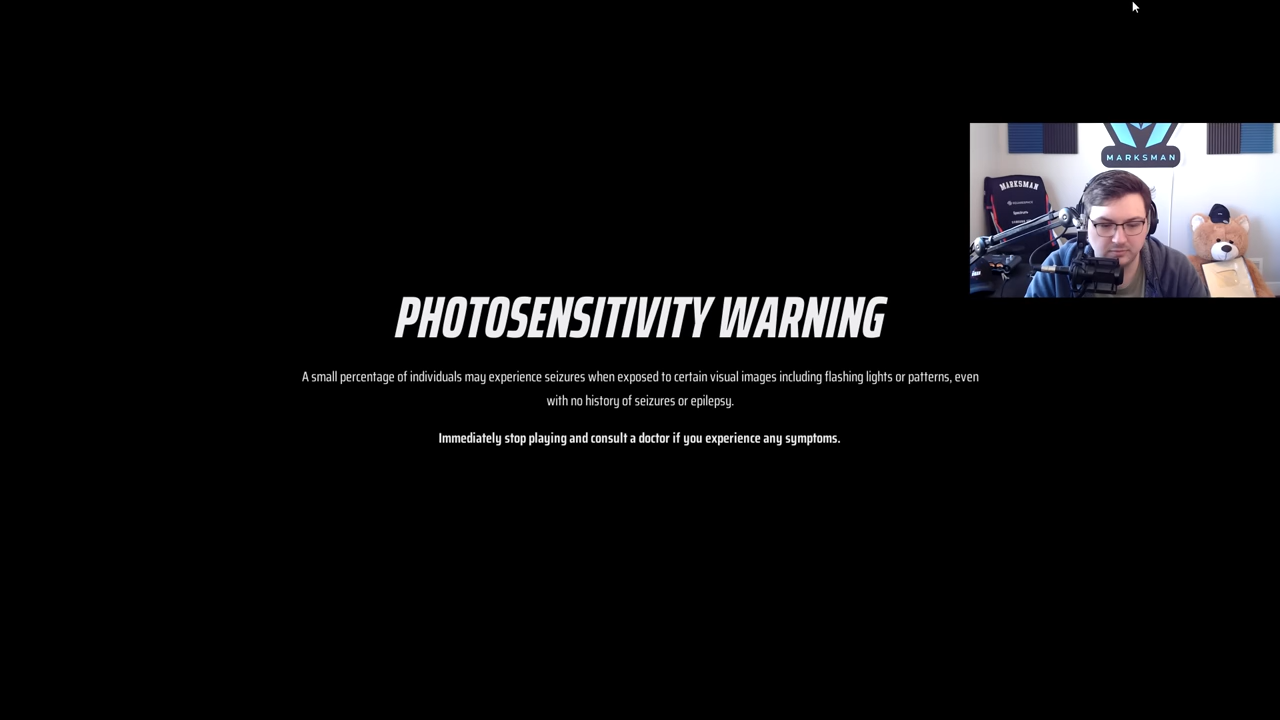 MARKSMAN
MARKSMAN
PHOTOSENSITIVITY WARNING
A small percentage of individuals may experience seizures when exposed to certain visual images including flashing lights or patterns, even
with no history of seizures or epilepsy.
Immediately stop playing and consult a doctor if you experience any symptoms.